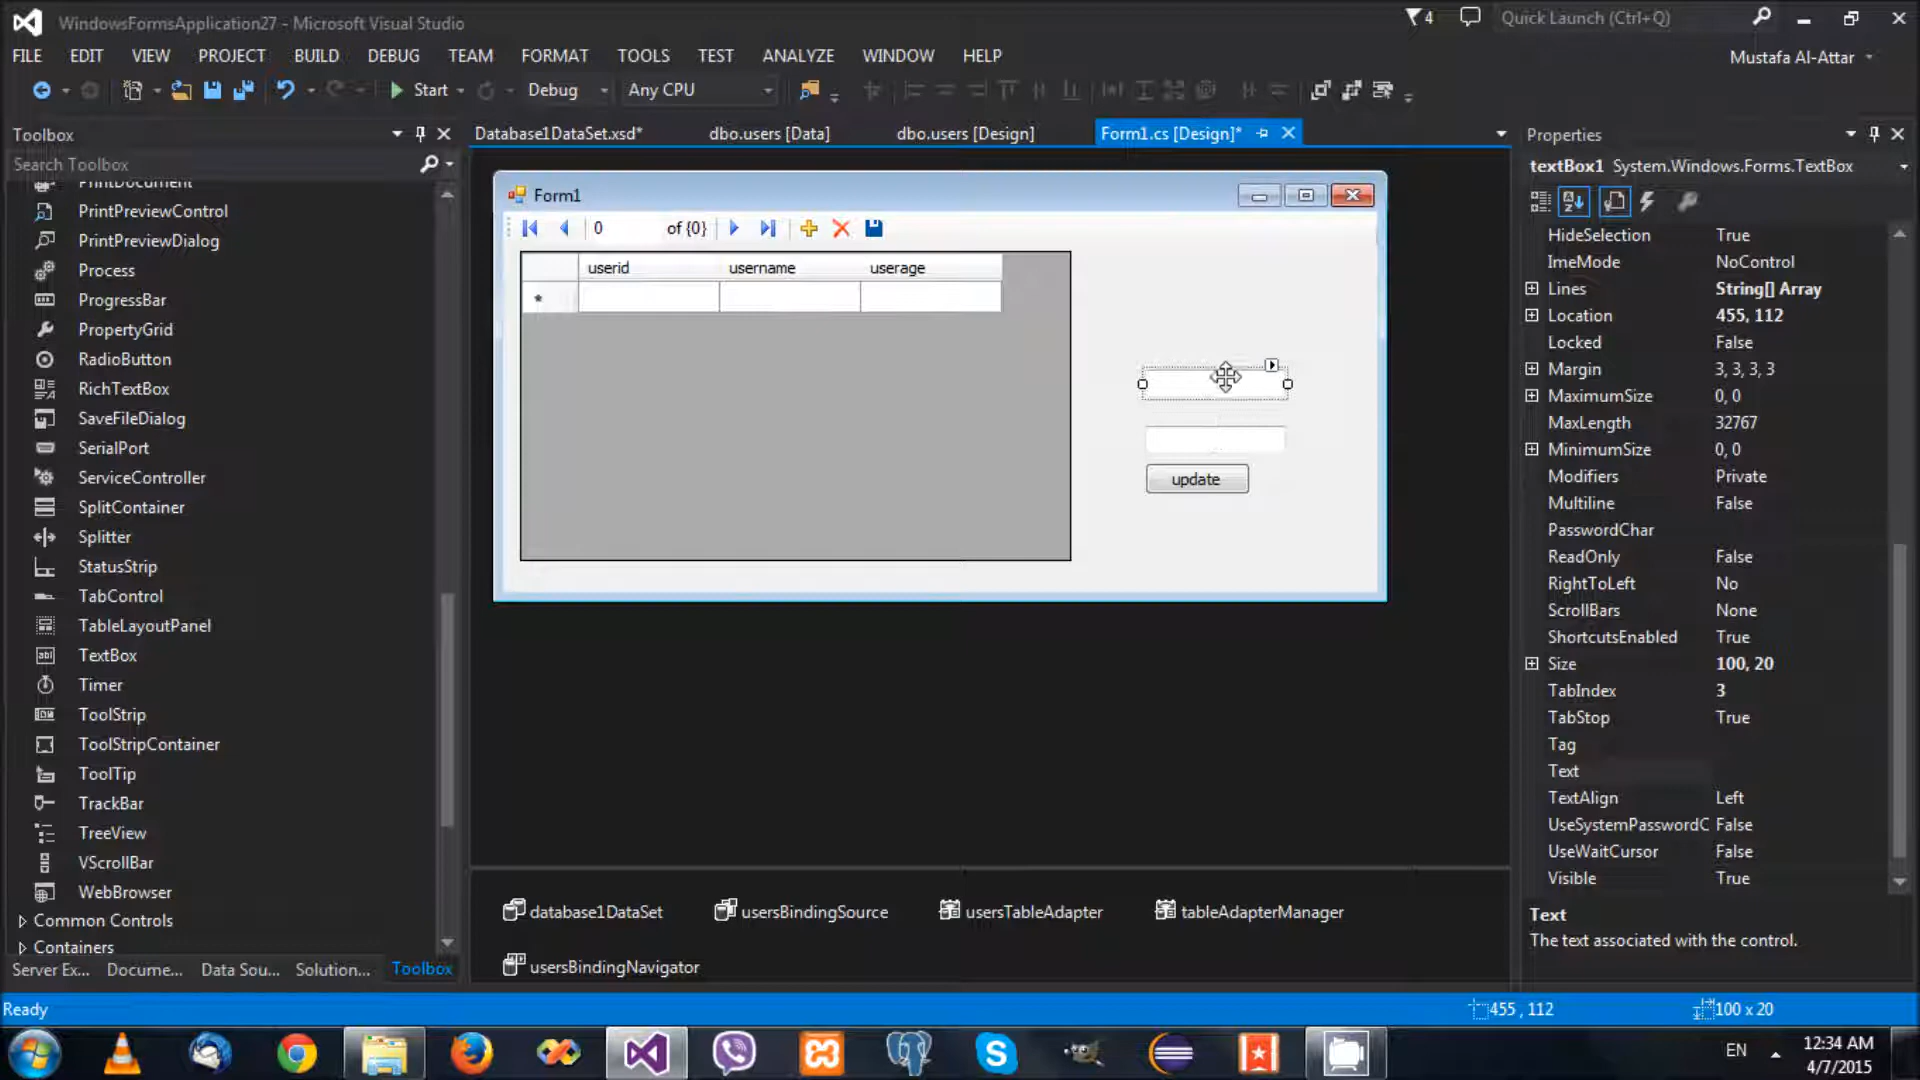 WindowsFormsApplication27 - Microsoft Visual Studio
4
Quick Launch (Ctrl+Q)
FILE EDIT VIEW PROJECT BUILD DEBUG TEAM FORMAT TOOLS TEST ANALYZE WINDOW HELP
Mustafa Al-Attar
Start Debug Any CPU
Toolbox
Search Toolbox
PrintDocument
PrintPreviewControl
PrintPreviewDialog
Process
ProgressBar
PropertyGrid
RadioButton
RichTextBox
SaveFileDialog
SerialPort
ServiceController
SplitContainer
Splitter
StatusStrip
TabControl
TableLayoutPanel
TextBox
Timer
ToolStrip
ToolStripContainer
ToolTip
TrackBar
TreeView
VScrollBar
WebBrowser
Common Controls
Containers
Server Ex... Docume... Data Sou... Solution... Toolbox
Database1DataSet.xsd* dbo.users [Data] dbo.users [Design] Form1.cs [Design]*
Form1
0 of {0}
userid username userage
*
update
database1DataSet usersBindingSource usersTableAdapter tableAdapterManager
usersBindingNavigator
Properties
textBox1 System.Windows.Forms.TextBox
HideSelection True
ImeMode NoControl
Lines String[] Array
Location 455, 112
Locked False
Margin 3, 3, 3, 3
MaximumSize 0, 0
MaxLength 32767
MinimumSize 0, 0
Modifiers Private
Multiline False
PasswordChar
ReadOnly False
RightToLeft No
ScrollBars None
ShortcutsEnabled True
Size 100, 20
TabIndex 3
TabStop True
Tag
Text
TextAlign Left
UseSystemPasswordC False
UseWaitCursor False
Visible True
Text
The text associated with the control.
Ready
455 , 112
100 x 20
EN
12:34 AM
4/7/2015